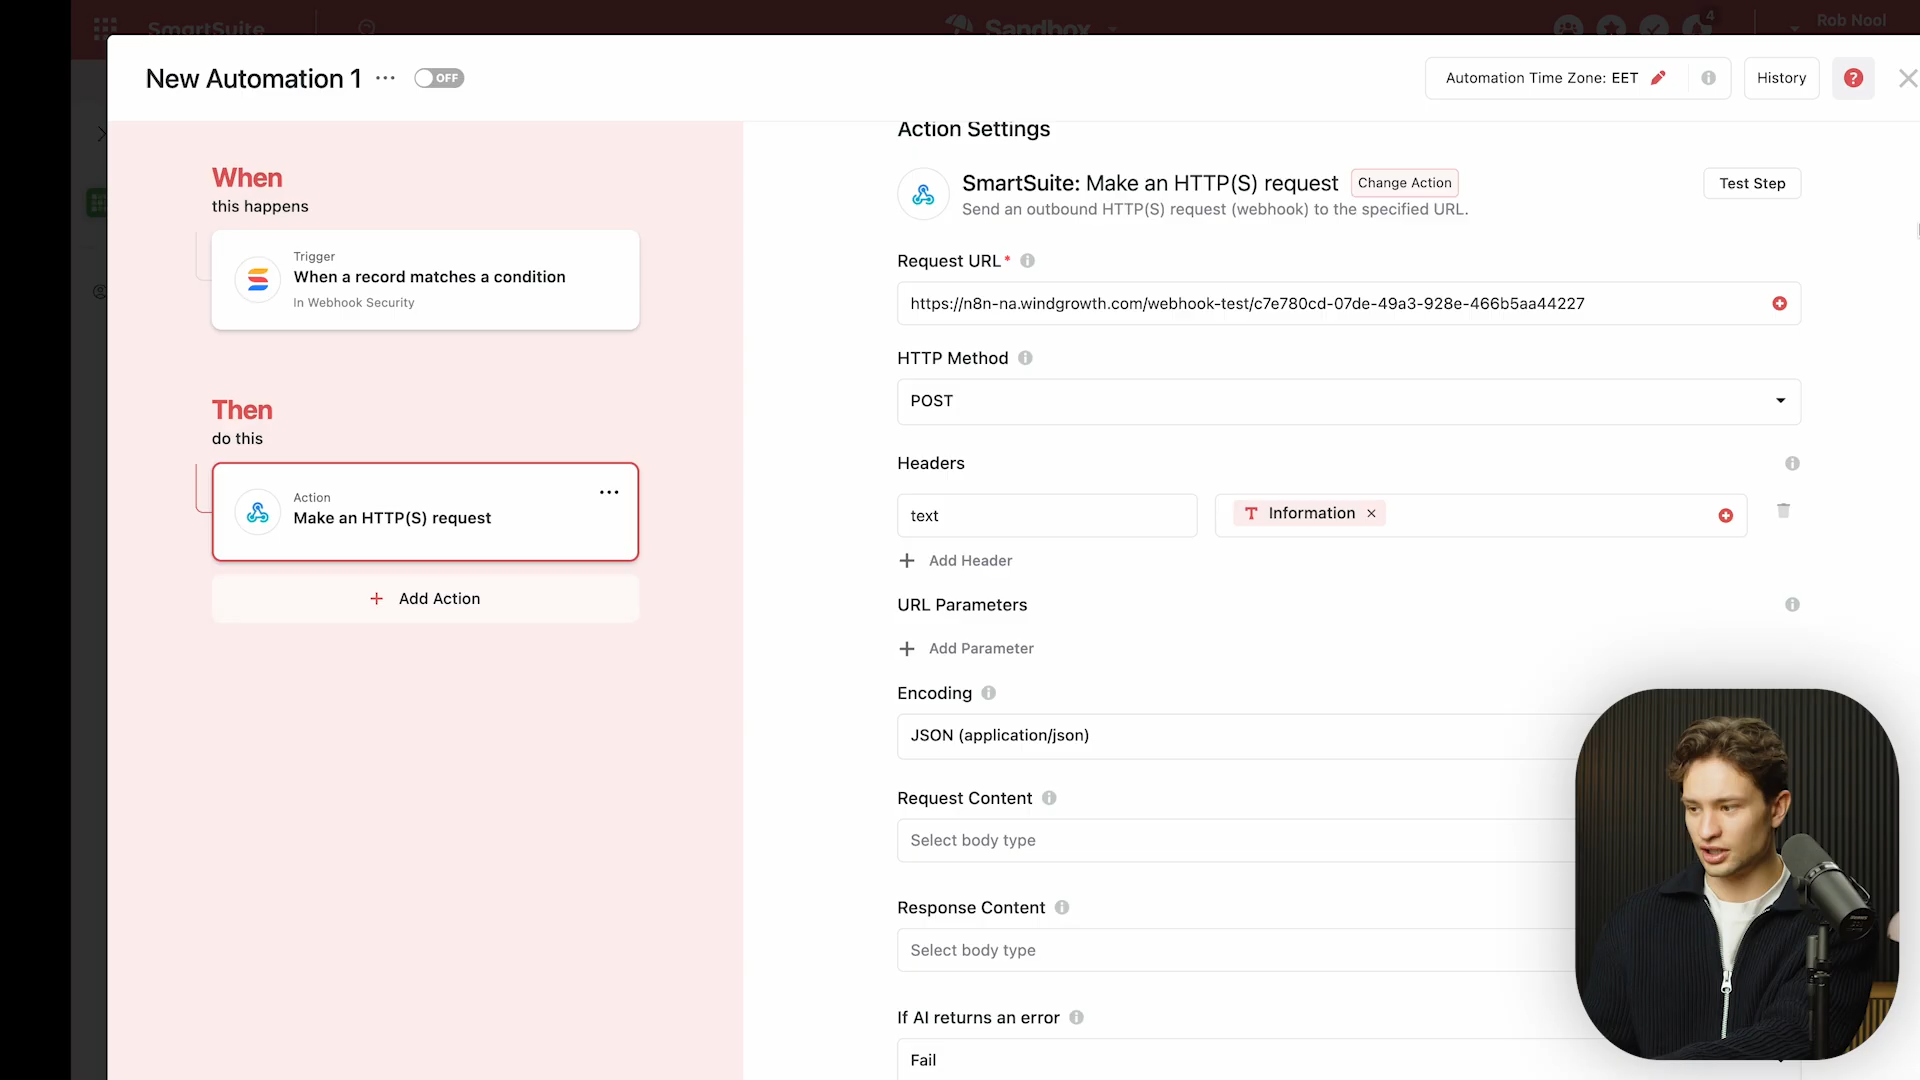 SmartSuite
Sandbox
4
Rob Nool
New Automation 1
OFF
Automation Time Zone: EET
History
?
When
this happens
Trigger
When a record matches a condition
In Webhook Security
Then
do this
Action
Make an HTTP(S) request
+ Add Action
Action Settings
SmartSuite: Make an HTTP(S) request
Change Action
Send an outbound HTTP(S) request (webhook) to the specified URL.
Test Step
Request URL*
https://n8n-na.windgrowth.com/webhook-test/c7e780cd-07de-49a3-928e-466b5aa44227
HTTP Method
POST
Headers
text
T Information ×
+ Add Header
URL Parameters
+ Add Parameter
Encoding
JSON (application/json)
Request Content
Select body type
Response Content
Select body type
If AI returns an error
Fail